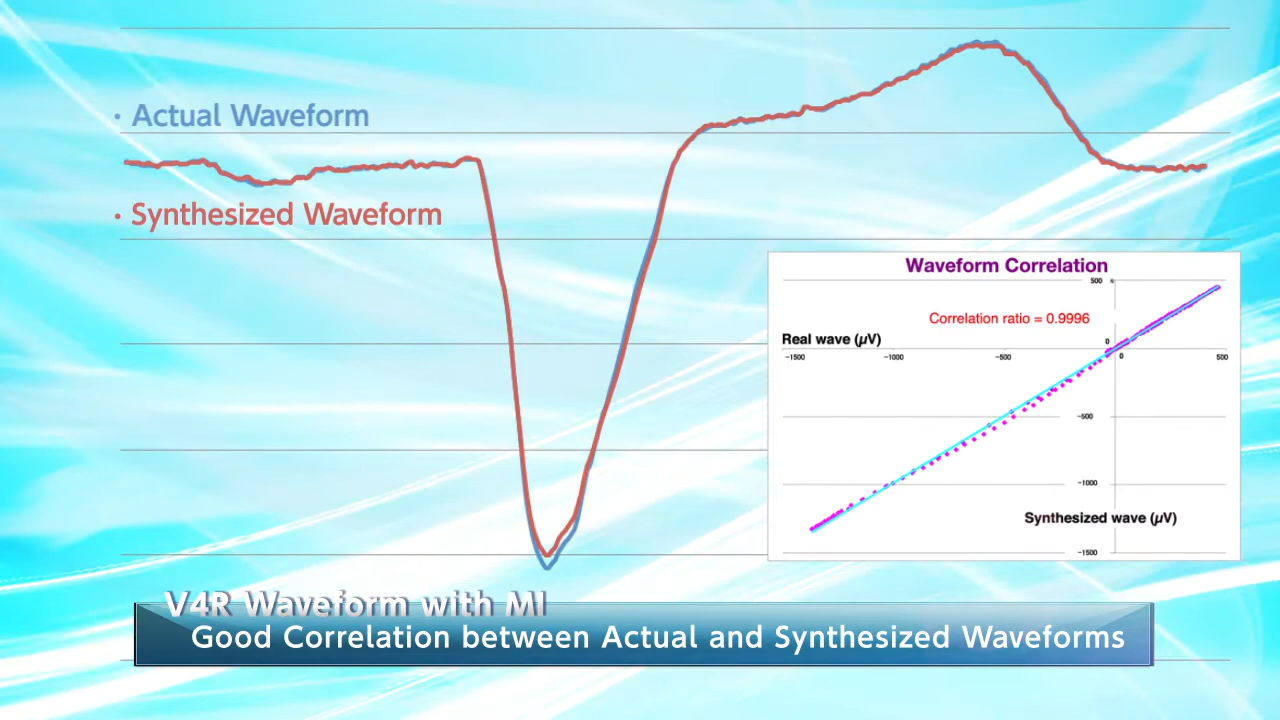 · Actual Waveform
· Synthesized Waveform
Waveform Correlation
500
Correlation ratio = 0.9996
Real wave (µV)
0
−1500 −1000 −500 0 500
−500
−1000
Synthesized wave (µV)
−1500
V4R Waveform with MI
Good Correlation between Actual and Synthesized Waveforms